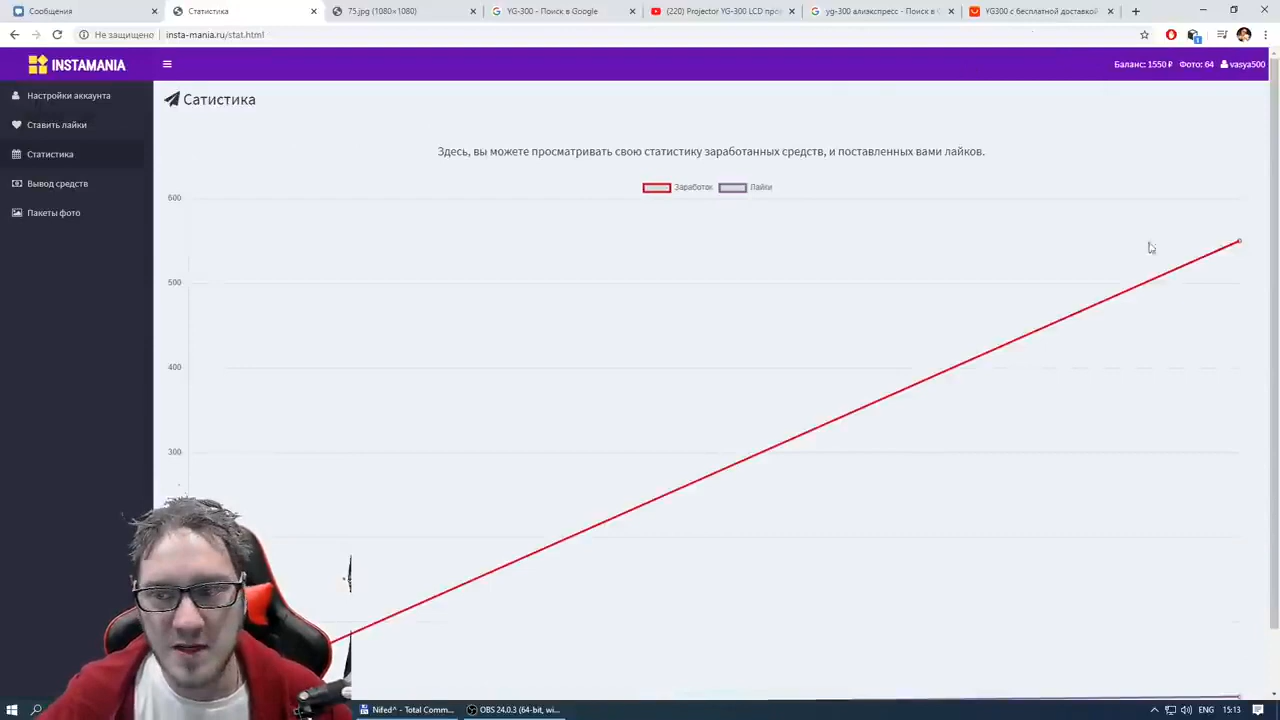 Сообщения
Статистика
75.jpg (1080×1080)
YG-300 - Поиск в Google
(220) Projector YG-300 LCD про
yg-300 алиэкспресс - Поиск в G
YG300 с бесплатной доставкой
Не защищено
insta-mania.ru/stat.html
INSTAMANIA
Баланс: 1550 ₽
Фото: 64
vasya500
Настройки аккаунта
Ставить лайки
Статистика
Вывод средств
Пакеты фото
Сатистика
Здесь, вы можете просматривать свою статистику заработанных средств, и поставленных вами лайков.
Заработок
Лайки
600
500
400
300
Nifed^ - Total Comm...
OBS 24.0.3 (64-bit, wi...
ENG
15:13